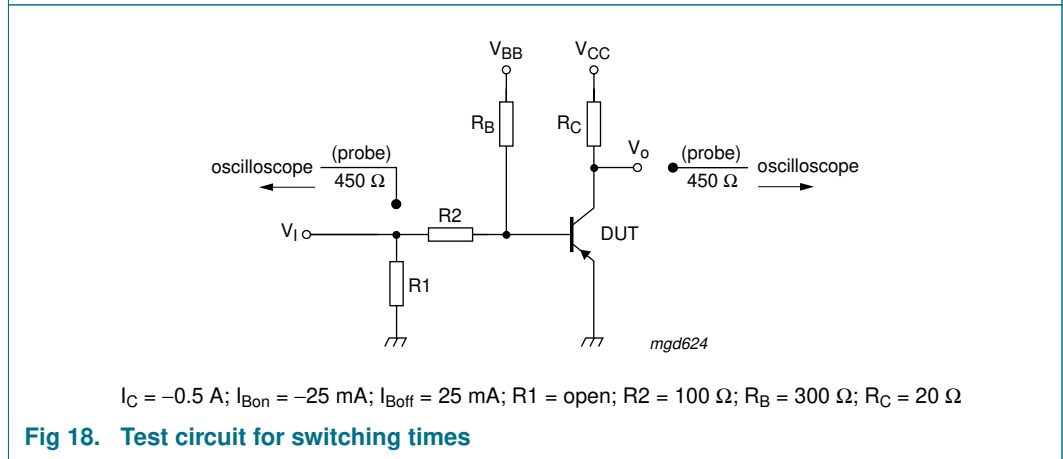 V_BB V_CC
R_B R_C
oscilloscope (probe) 450 Ω
V_o (probe) 450 Ω oscilloscope
V_I R2 DUT
R1
mgd624
I_C = −0.5 A; I_Bon = −25 mA; I_Boff = 25 mA; R1 = open; R2 = 100 Ω; R_B = 300 Ω; R_C = 20 Ω
Fig 18. Test circuit for switching times